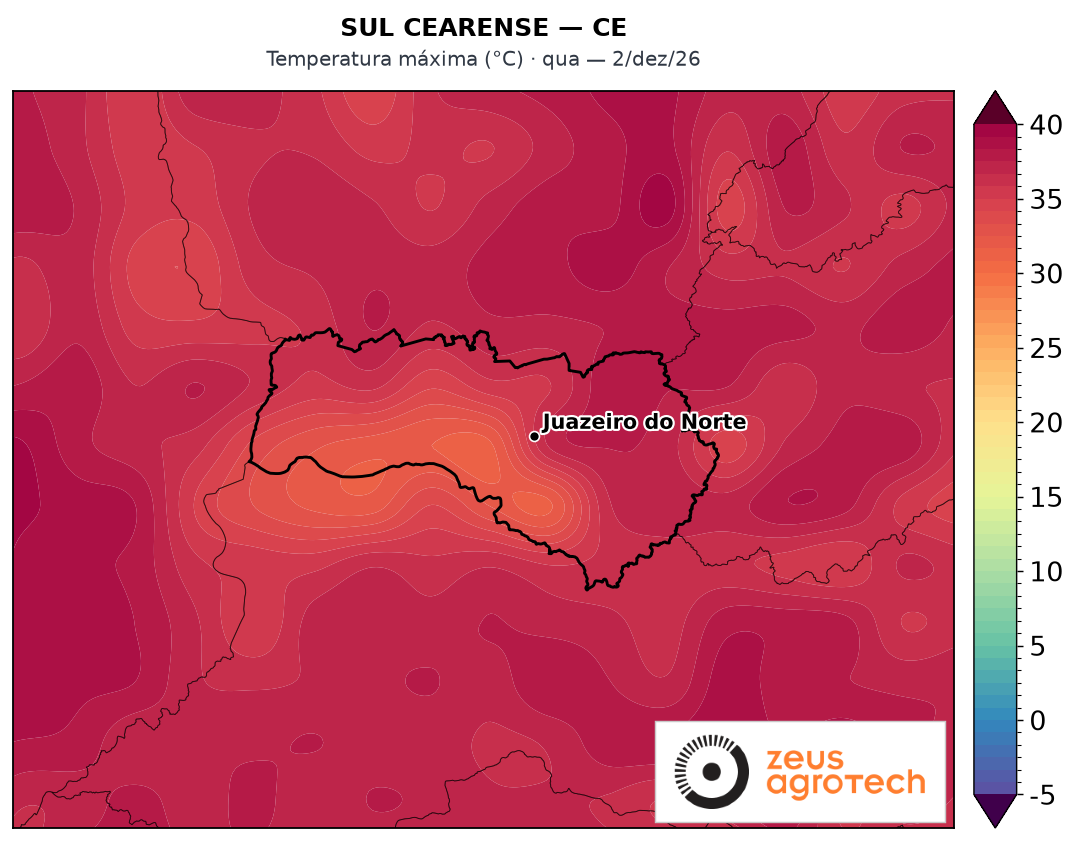 SUL CEARENSE — CE
Temperatura máxima (°C) · qua — 2/dez/26
Juazeiro do Norte
40
35
30
25
20
15
10
5
0
-5
zeus
agrotech